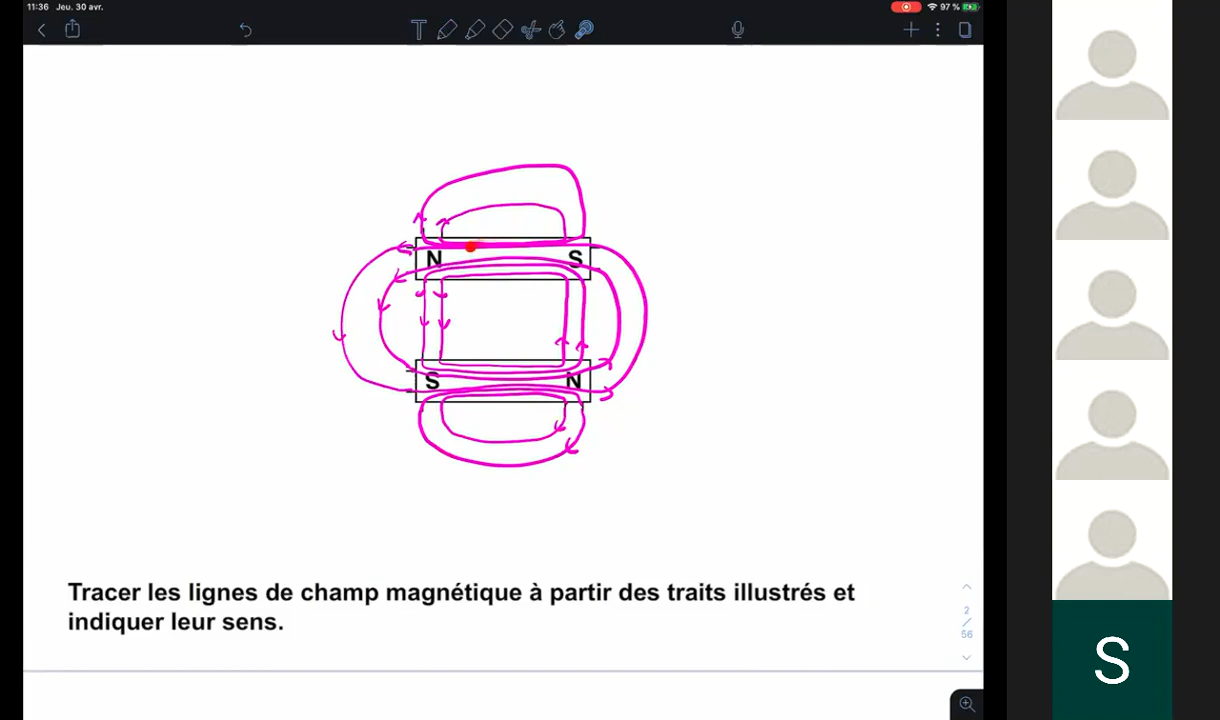 11:36 Jeu. 30 avr.
97 %
T
N S
S N
Tracer les lignes de champ magnétique à partir des traits illustrés et
indiquer leur sens.
2
/
56
S